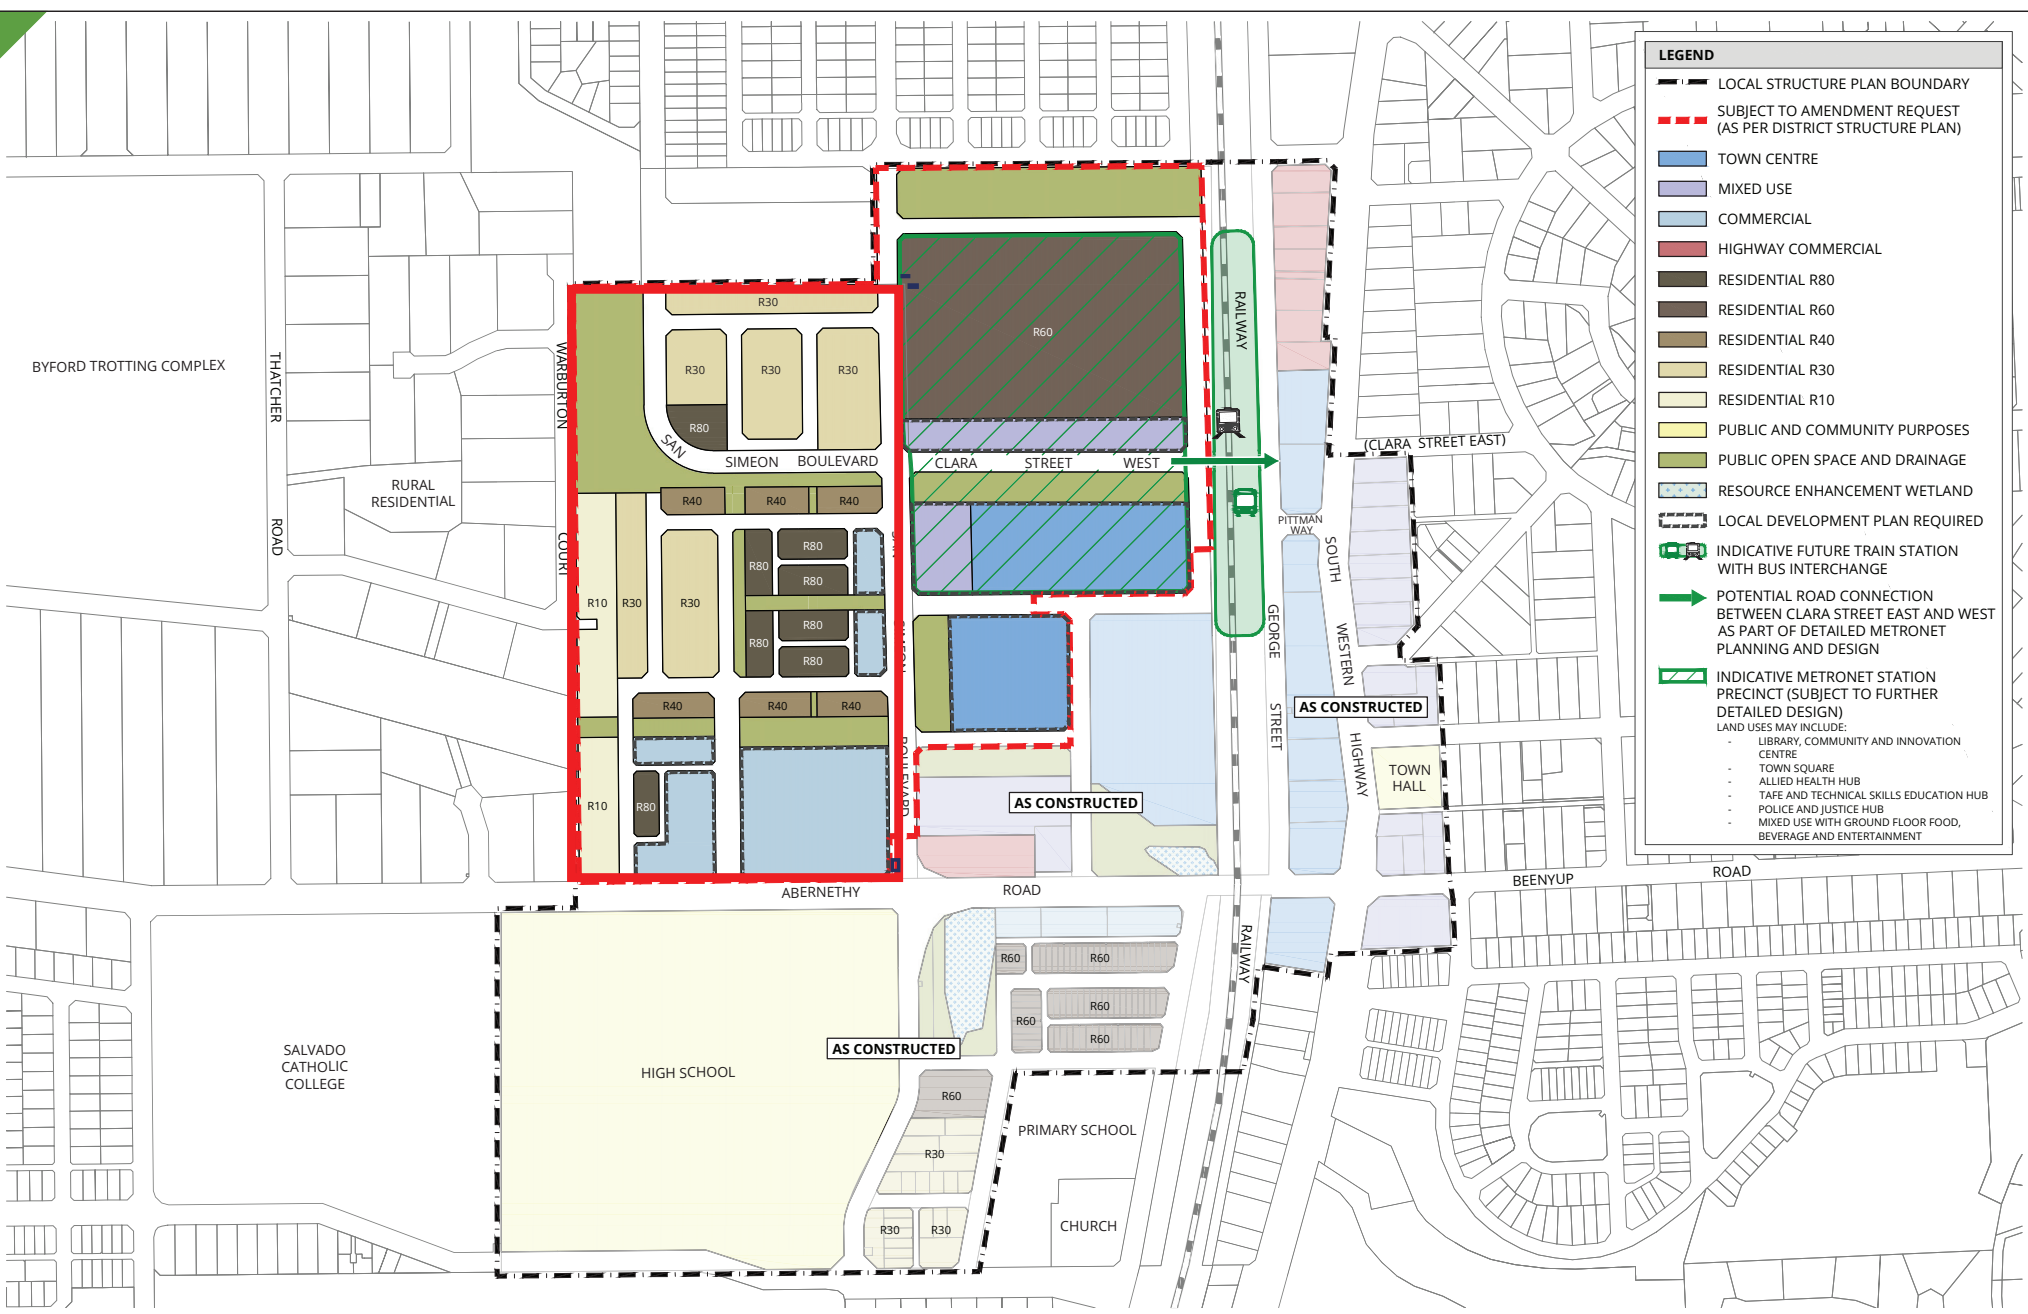 LEGEND
LOCAL STRUCTURE PLAN BOUNDARY
SUBJECT TO AMENDMENT REQUEST
(AS PER DISTRICT STRUCTURE PLAN)
TOWN CENTRE
MIXED USE
COMMERCIAL
HIGHWAY COMMERCIAL
RESIDENTIAL R80
RESIDENTIAL R60
RESIDENTIAL R40
RESIDENTIAL R30
RESIDENTIAL R10
PUBLIC AND COMMUNITY PURPOSES
PUBLIC OPEN SPACE AND DRAINAGE
RESOURCE ENHANCEMENT WETLAND
LOCAL DEVELOPMENT PLAN REQUIRED
INDICATIVE FUTURE TRAIN STATION
WITH BUS INTERCHANGE
POTENTIAL ROAD CONNECTION
BETWEEN CLARA STREET EAST AND WEST
AS PART OF DETAILED METRONET
PLANNING AND DESIGN
INDICATIVE METRONET STATION
PRECINCT (SUBJECT TO FURTHER
DETAILED DESIGN)
LAND USES MAY INCLUDE:
- LIBRARY, COMMUNITY AND INNOVATION
CENTRE
- TOWN SQUARE
- ALLIED HEALTH HUB
- TAFE AND TECHNICAL SKILLS EDUCATION HUB
- POLICE AND JUSTICE HUB
- MIXED USE WITH GROUND FLOOR FOOD,
BEVERAGE AND ENTERTAINMENT
R30
R60
RAILWAY
BYFORD TROTTING COMPLEX
THATCHER
ROAD
WARBURTON
COURT
R30
R30
R30
R80
SAN
SIMEON BOULEVARD
CLARA STREET WEST
(CLARA STREET EAST)
RURAL
RESIDENTIAL
R40
R40
R40
PITTMAN
WAY
SOUTH
WESTERN
HIGHWAY
R80
R80
R80
R80
R80
R80
R10
R30
R30
SIMEON
BOULEVARD
GEORGE
STREET
R40
R40
R40
AS CONSTRUCTED
TOWN
HALL
R10
R80
AS CONSTRUCTED
ABERNETHY ROAD
BEENYUP ROAD
RAILWAY
R60
R60
R60
R60
R60
AS CONSTRUCTED
SALVADO
CATHOLIC
COLLEGE
HIGH SCHOOL
R60
PRIMARY SCHOOL
R30
R30
R30
CHURCH